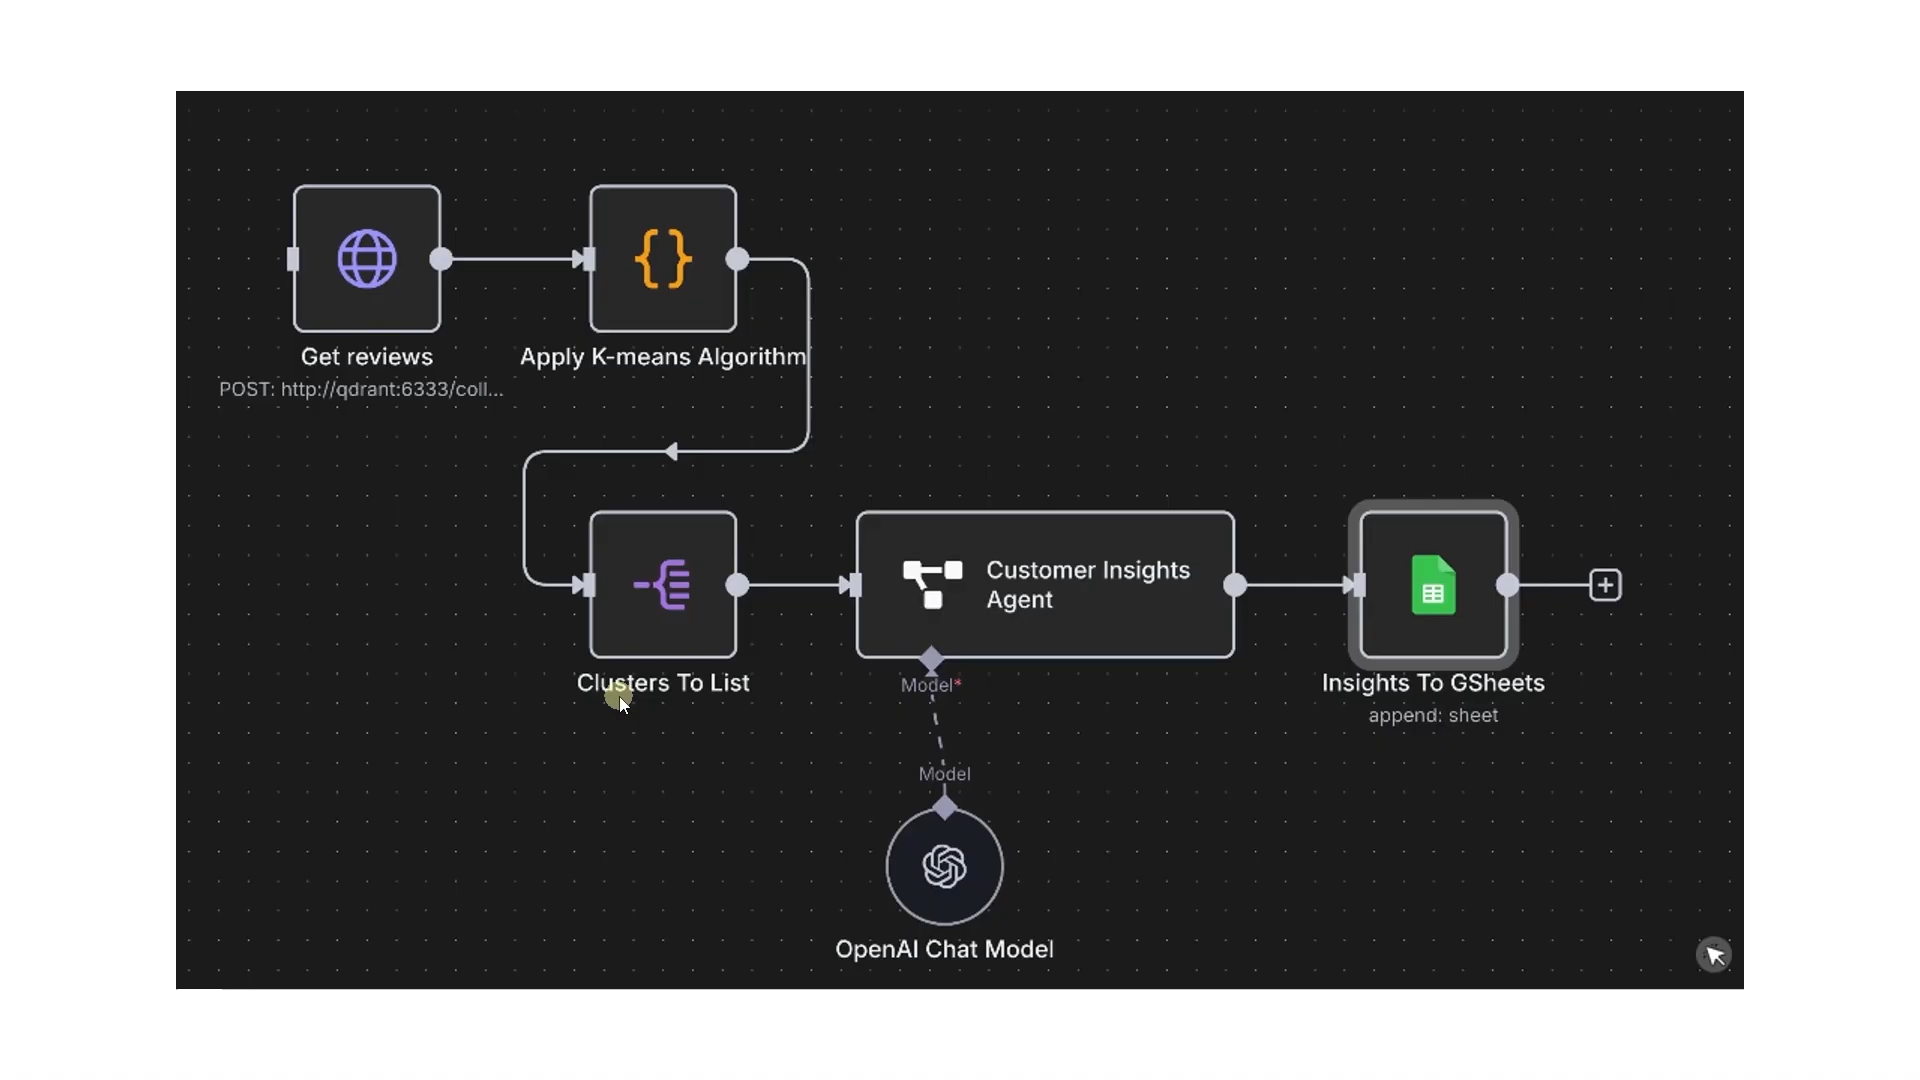 Get reviews
POST: http://qdrant:6333/coll...
Apply K-means Algorithm
Clusters To List
Customer Insights
Agent
Model*
Model
OpenAI Chat Model
Insights To GSheets
append: sheet